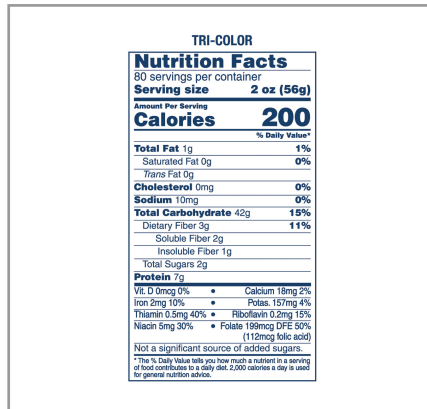 TRI-COLOR
Nutrition Facts
80 servings per container
Serving size 2 oz (56g)
Amount Per Serving
Calories 200
% Daily Value*
Total Fat 1g 1%
Saturated Fat 0g 0%
Trans Fat 0g
Cholesterol 0mg 0%
Sodium 10mg 0%
Total Carbohydrate 42g 15%
Dietary Fiber 3g 11%
Soluble Fiber 2g
Insoluble Fiber 1g
Total Sugars 2g
Protein 7g
Vit. D 0mcg 0% • Calcium 18mg 2%
Iron 2mg 10% • Potas. 157mg 4%
Thiamin 0.5mg 40% • Riboflavin 0.2mg 15%
Niacin 5mg 30% • Folate 199mcg DFE 50%
(112mcg folic acid)
Not a significant source of added sugars.
* The % Daily Value tells you how much a nutrient in a serving
of food contributes to a daily diet. 2,000 calories a day is used
for general nutrition advice.